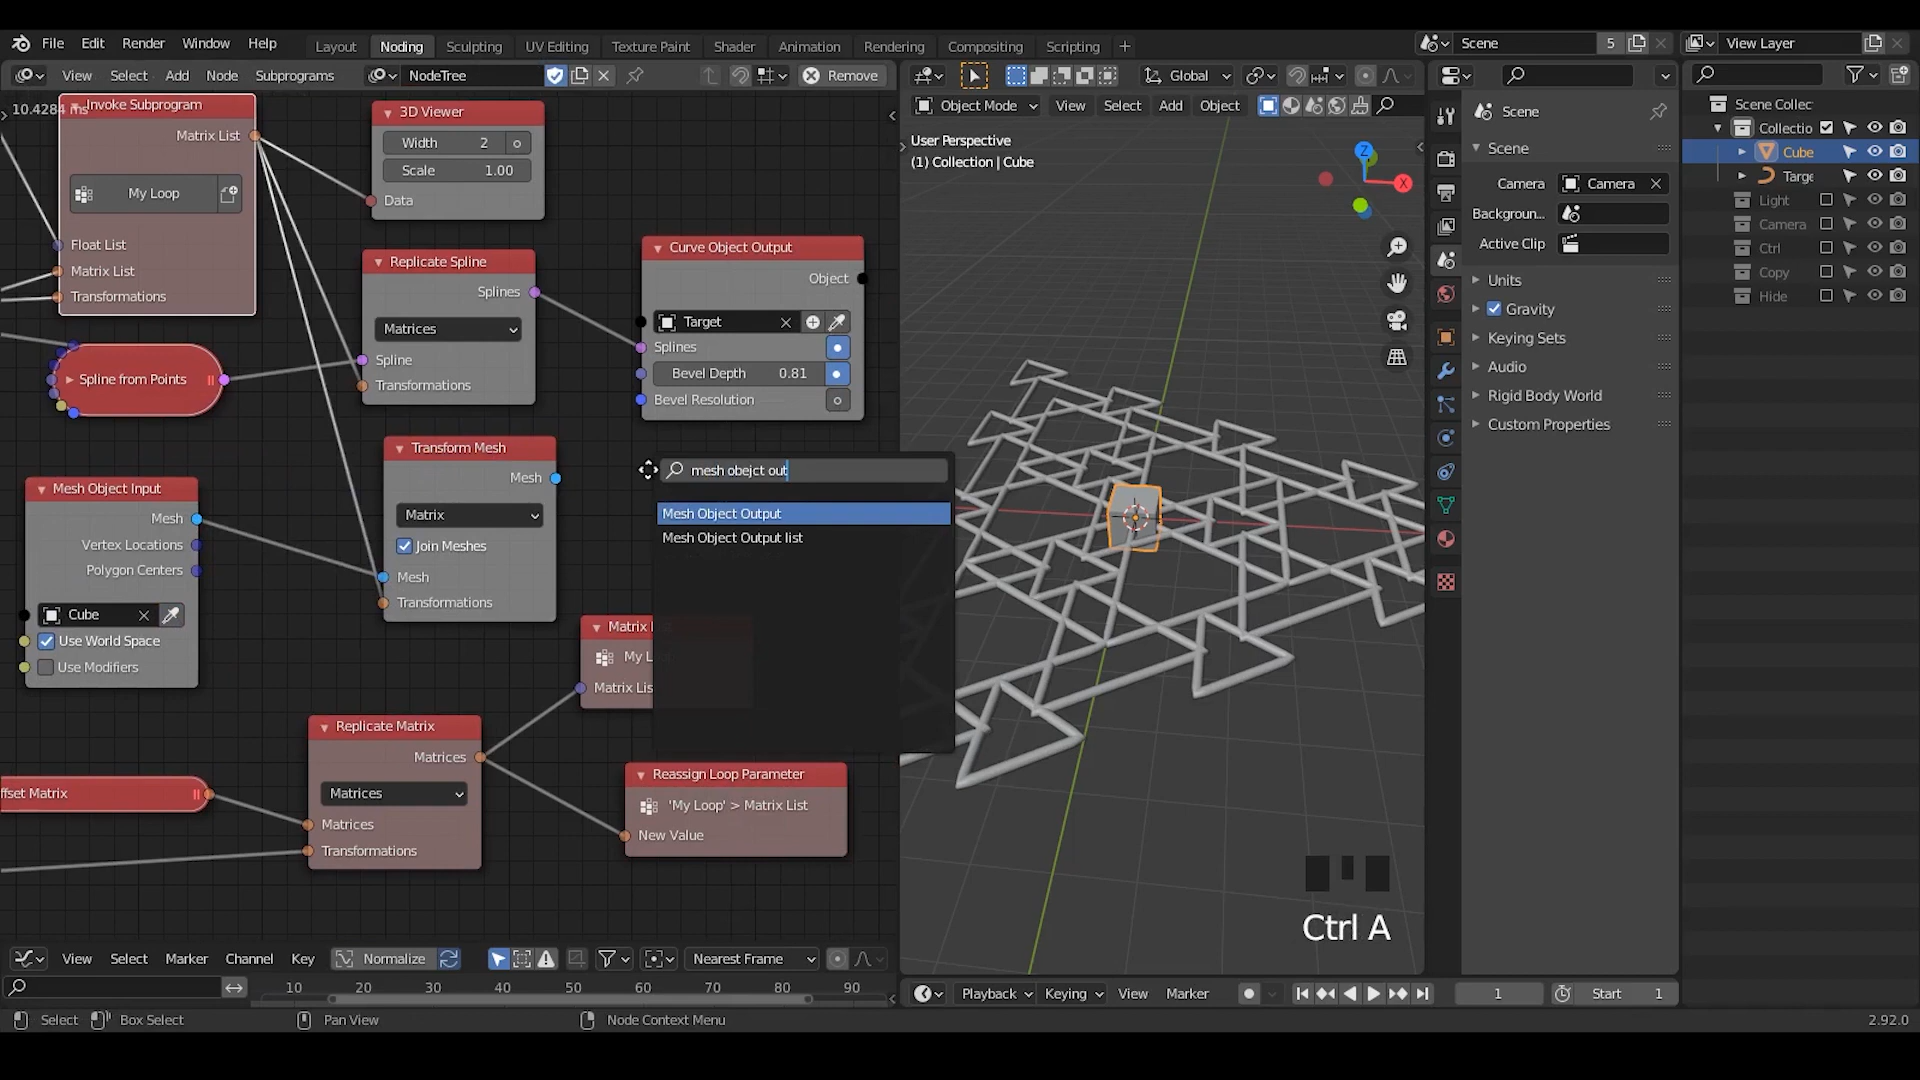 File Edit Render Window Help Layout Noding Sculpting UV Editing Texture Paint Shader Animation Rendering Compositing Scripting + Scene 5 View Layer
View Select Add Node Subprograms NodeTree Remove Global
Object Mode View Select Add Object
10.4284 ms
Invoke Subprogram
Matrix List
My Loop
Float List
Matrix List
Transformations
3D Viewer
Width 2
Scale 1.00
Data
Replicate Spline
Splines
Matrices
Spline
Transformations
Curve Object Output
Object
Target
Splines
Bevel Depth 0.81
Bevel Resolution
Spline from Points
Transform Mesh
Mesh
Matrix
Join Meshes
Mesh
Transformations
Mesh Object Input
Mesh
Vertex Locations
Polygon Centers
Cube
Use World Space
Use Modifiers
mesh obejct out
Mesh Object Output
Mesh Object Output list
Matrix
My L
Matrix Lis
Replicate Matrix
Matrices
Matrices
Matrices
Transformations
ffset Matrix
Reassign Loop Parameter
'My Loop' > Matrix List
New Value
User Perspective
(1) Collection | Cube
Z
X
Ctrl A
Scene
Scene
Camera Camera
Backgroun...
Active Clip
Units
Gravity
Keying Sets
Audio
Rigid Body World
Custom Properties
Scene Collec
Collectio
Cube
Targe
Light
Camera
Ctrl
Copy
Hide
View Select Marker Channel Key Normalize Nearest Frame
10 20 30 40 50 60 70 80 90
Playback Keying View Marker 1 Start 1
Select Box Select Pan View Node Context Menu 2.92.0